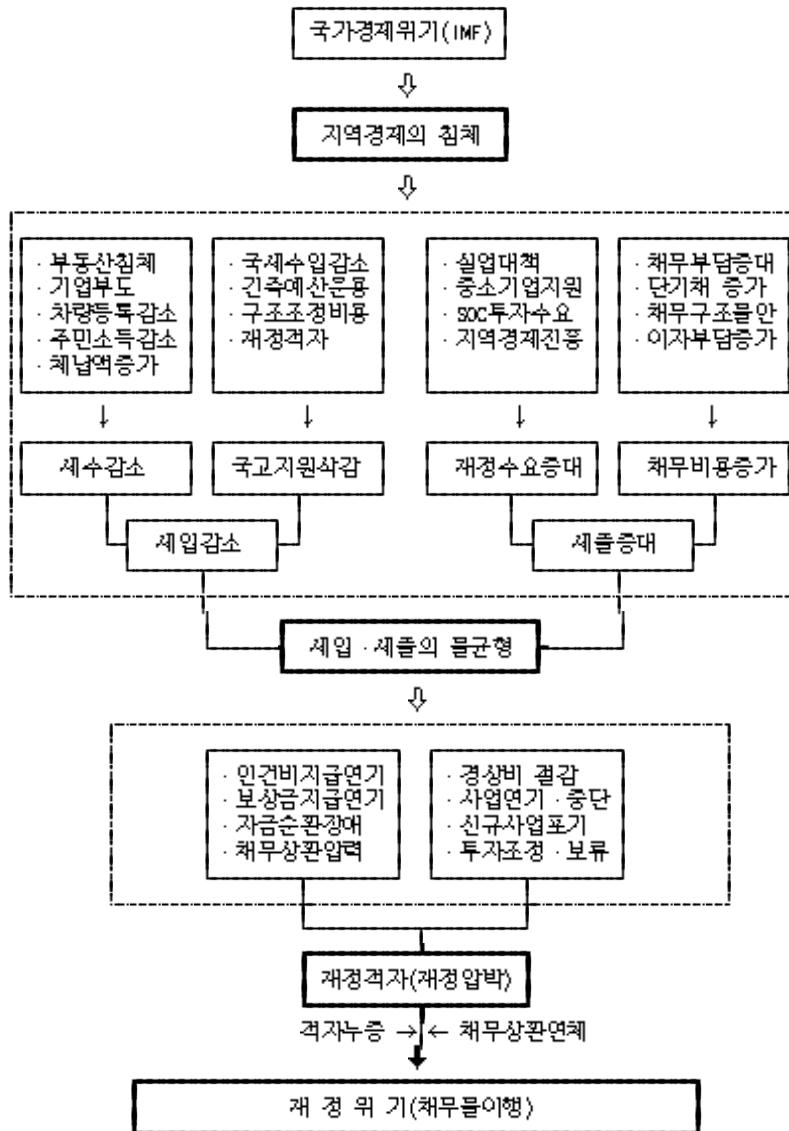 국가경제위기(IMF)
지역경제의 침체
· 부동산침체
· 기업부도
· 차량등록감소
· 주민소득감소
· 체납액증가
· 국세수입감소
· 긴축예산운용
· 구조조정비용
· 재정적자
· 실업대책
· 중소기업지원
· SOC투자수요
· 지역경제진흥
· 채무부담증대
· 단기채 증가
· 채무구조불안
· 이자부담증가
↓ ↓ ↓ ↓
세수감소
국고지원삭감
재정수요증대
채무비용증가
세입감소
세출증대
세입 · 세출의 불균형
· 인건비지급연기
· 보상금지급연기
· 자금순환장애
· 채무상환압력
· 경상비 절감
· 사업연기 · 중단
· 신규사업포기
· 투자조정 · 보류
재정적자(재정압박)
적자누증 →← 채무상환연체
재 정 위 기(채무불이행)